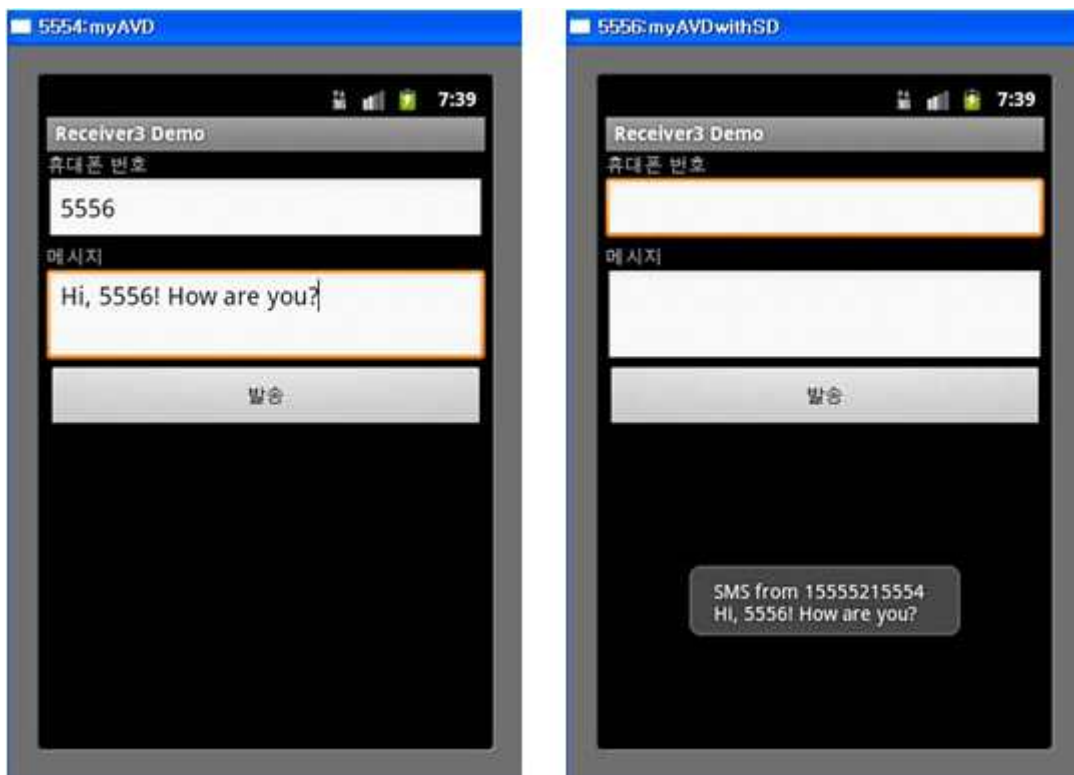 5554:myAVD
7:39
Receiver3 Demo
휴대폰 번호
5556
메시지
Hi, 5556! How are you?
발송
5556:myAVDwithSD
7:39
Receiver3 Demo
휴대폰 번호
메시지
발송
SMS from 15555215554
Hi, 5556! How are you?